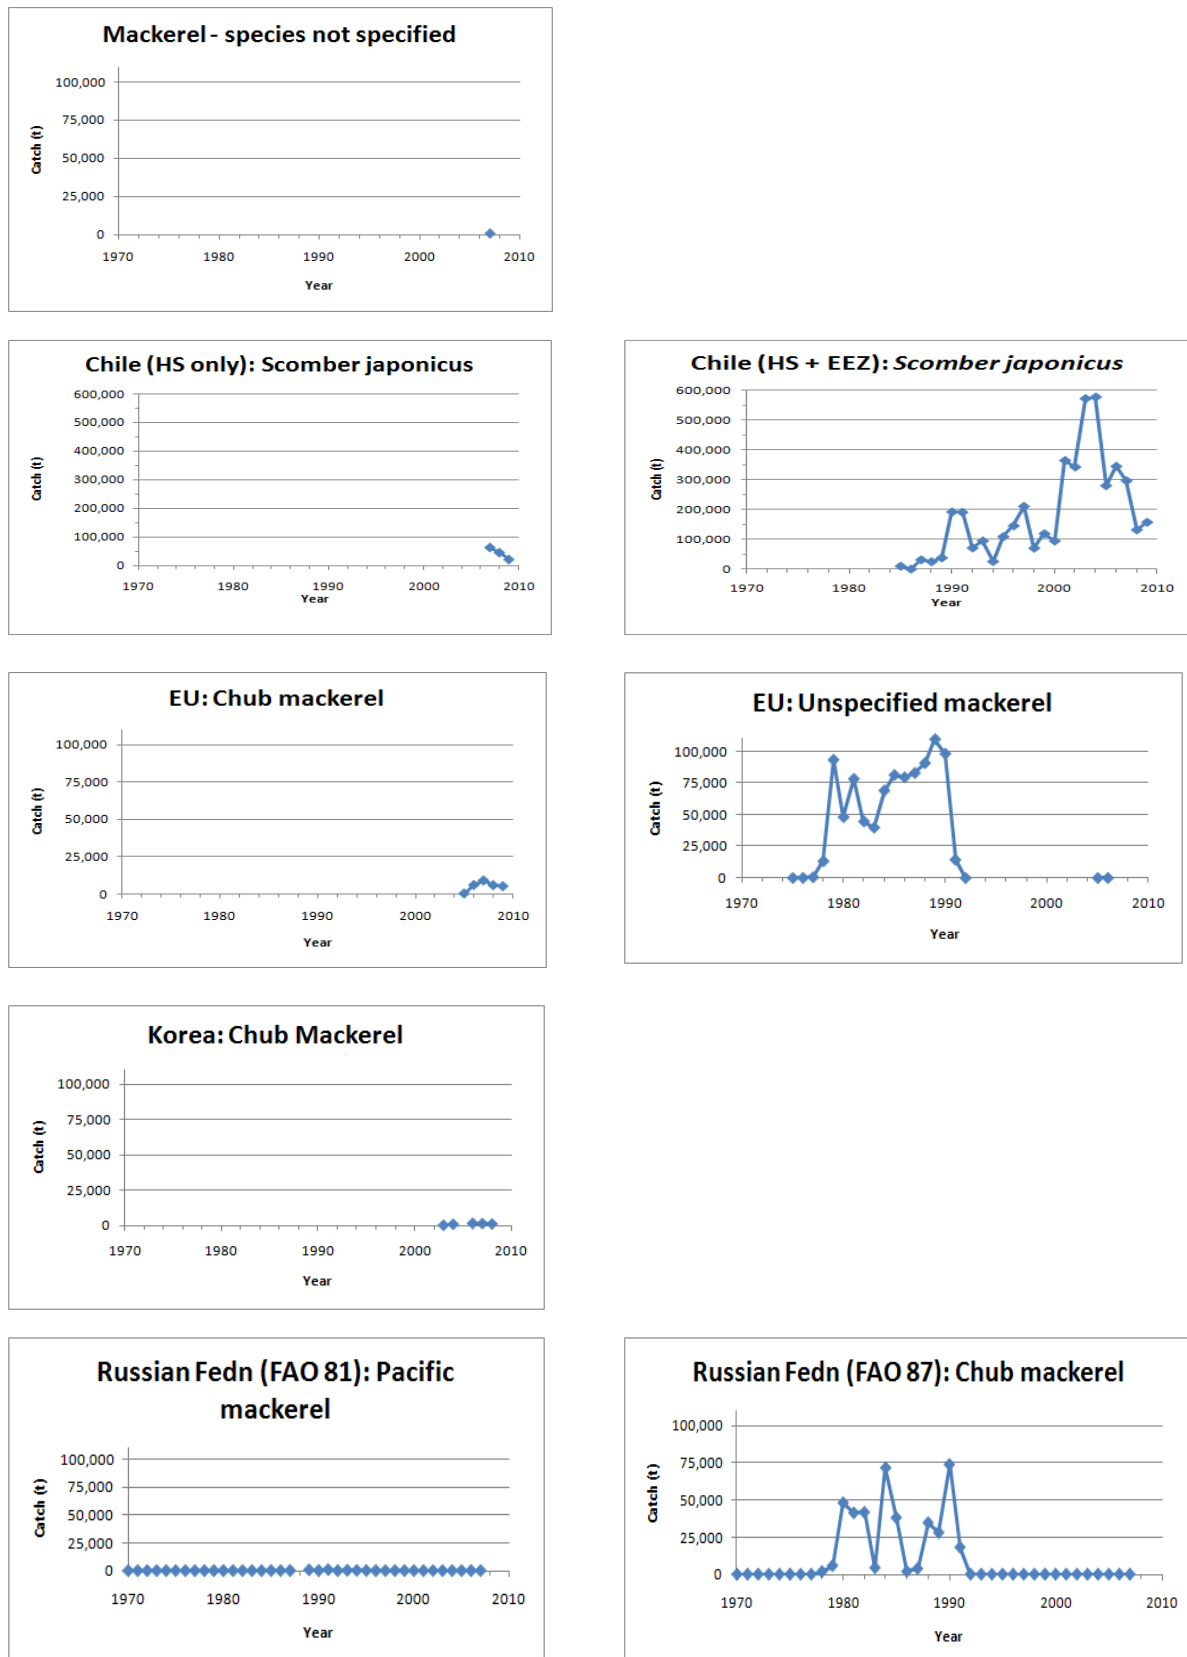 Mackerel - species not specified
100,000
75,000
50,000
25,000
0
1970 1980 1990 2000 2010
Catch (t)
Year
Chile (HS only): Scomber japonicus
600,000
500,000
400,000
300,000
200,000
100,000
0
1970 1980 1990 2000 2010
Catch (t)
Year
Chile (HS + EEZ): Scomber japonicus
600,000
500,000
400,000
300,000
200,000
100,000
0
1970 1980 1990 2000 2010
Catch (t)
Year
EU: Chub mackerel
100,000
75,000
50,000
25,000
0
1970 1980 1990 2000 2010
Catch (t)
Year
EU: Unspecified mackerel
100,000
75,000
50,000
25,000
0
1970 1980 1990 2000 2010
Catch (t)
Year
Korea: Chub Mackerel
100,000
75,000
50,000
25,000
0
1970 1980 1990 2000 2010
Catch (t)
Year
Russian Fedn (FAO 81): Pacific
mackerel
100,000
75,000
50,000
25,000
0
1970 1980 1990 2000 2010
Catch (t)
Year
Russian Fedn (FAO 87): Chub mackerel
100,000
75,000
50,000
25,000
0
1970 1980 1990 2000 2010
Catch (t)
Year